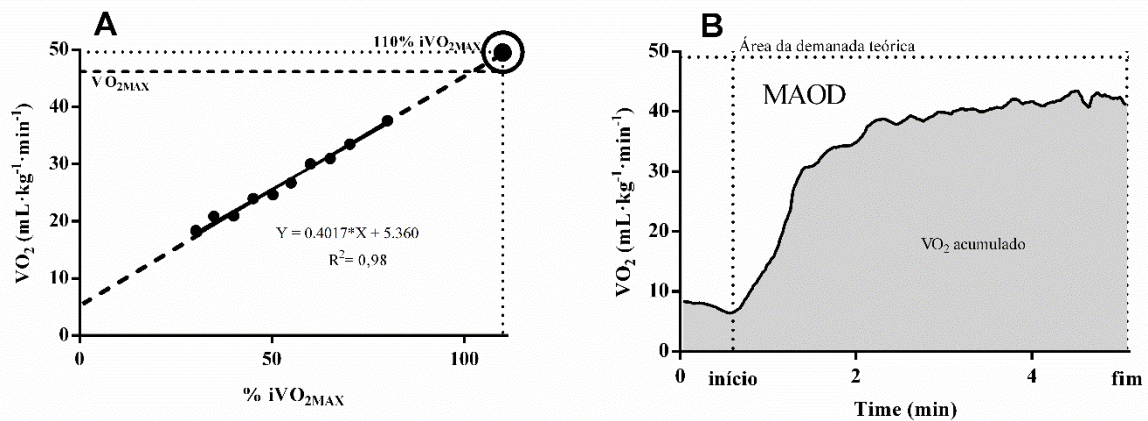 A
110% iVO2MAX
VO2MAX
50
40
30
20
10
0
VO2 (mL·kg-1·min-1)
Y = 0.4017*X + 5.360
R2= 0,98
0
50
100
% iVO2MAX
B
Área da demanada teórica
MAOD
VO2 acumulado
50
40
30
20
10
0
VO2 (mL·kg-1·min-1)
0
início
2
4
fim
Time (min)